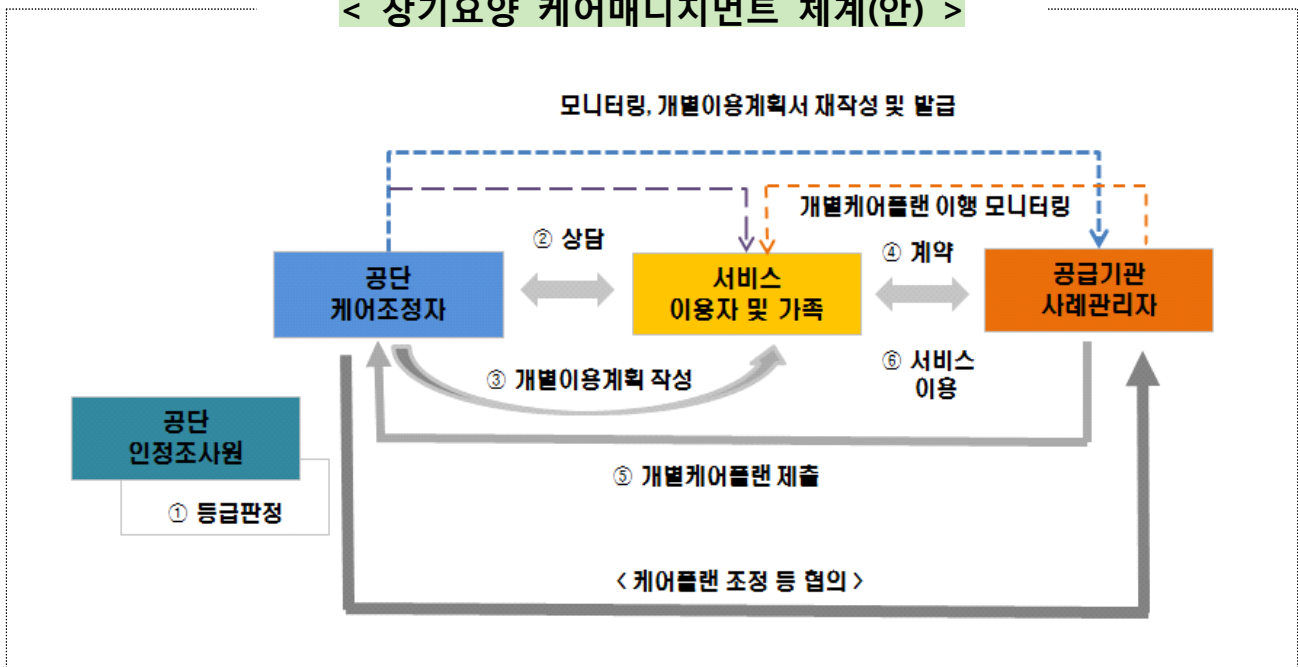 < 장기요양 케어매니지먼트 체계(안) >
모니터링, 개별이용계획서 재작성 및 발급
개별케어플랜 이행 모니터링
② 상담
④ 계약
공단
케어조정자
서비스
이용자 및 가족
공급기관
사례관리자
③ 개별이용계획 작성
⑥ 서비스
이용
공단
인정조사원
⑤ 개별케어플랜 제출
① 등급판정
< 케어플랜 조정 등 협의 >